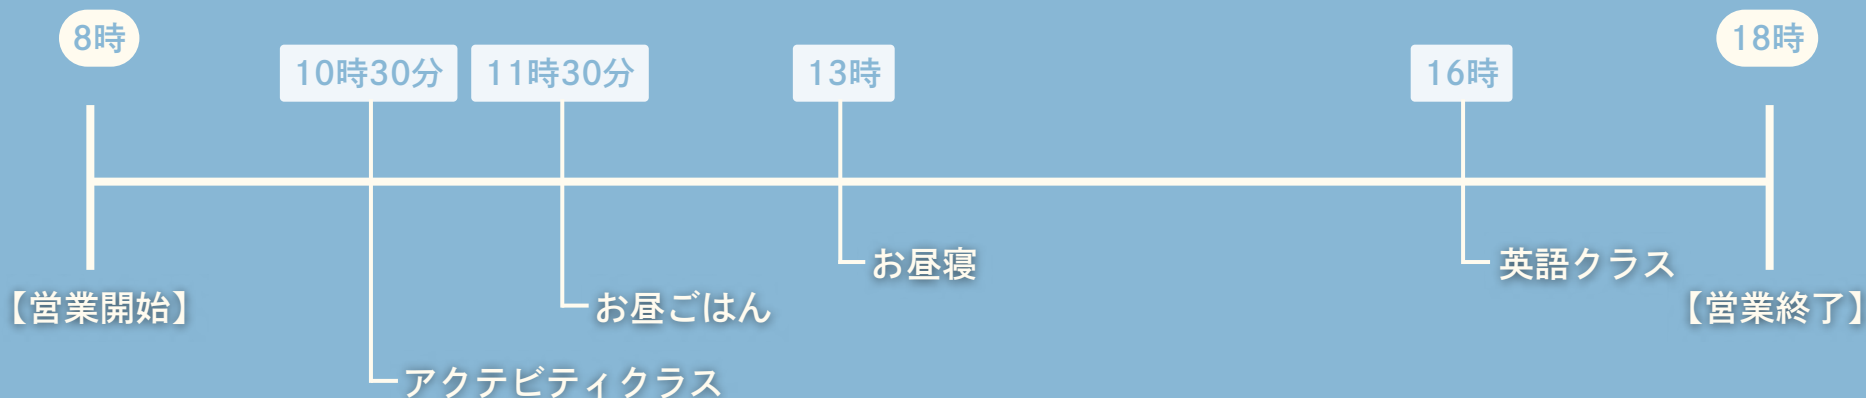 8時
18時
10時30分
11時30分
13時
16時
お昼寝
英語クラス
【営業開始】
お昼ごはん
【営業終了】
アクテビティクラス